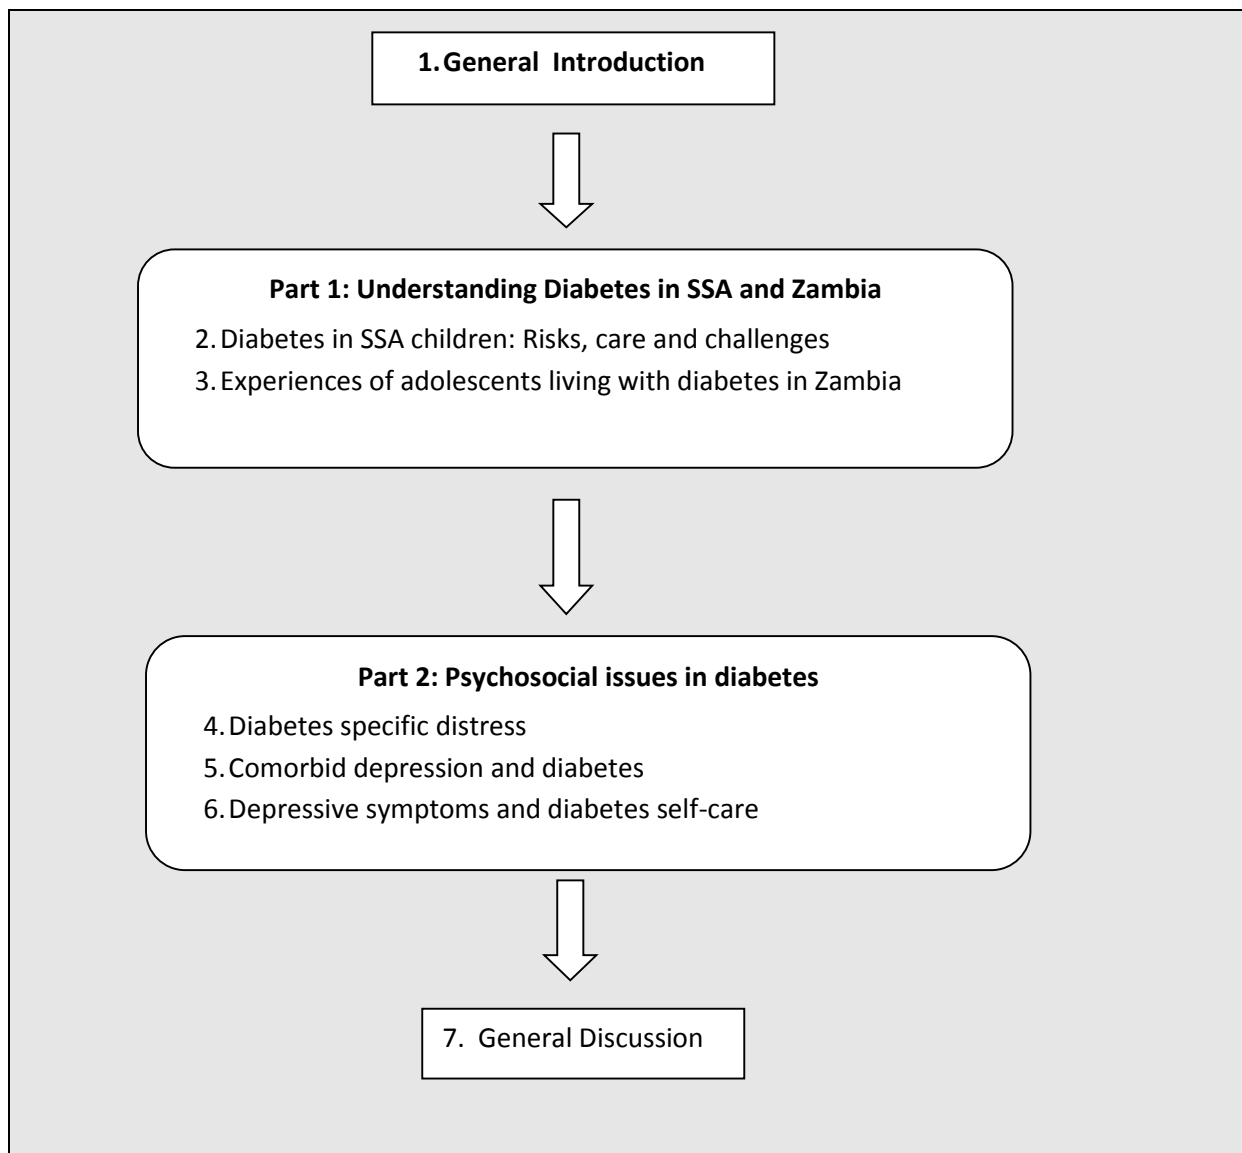 1. General Introduction
Part 1: Understanding Diabetes in SSA and Zambia
2. Diabetes in SSA children: Risks, care and challenges
3. Experiences of adolescents living with diabetes in Zambia
Part 2: Psychosocial issues in diabetes
4. Diabetes specific distress
5. Comorbid depression and diabetes
6. Depressive symptoms and diabetes self-care
7. General Discussion